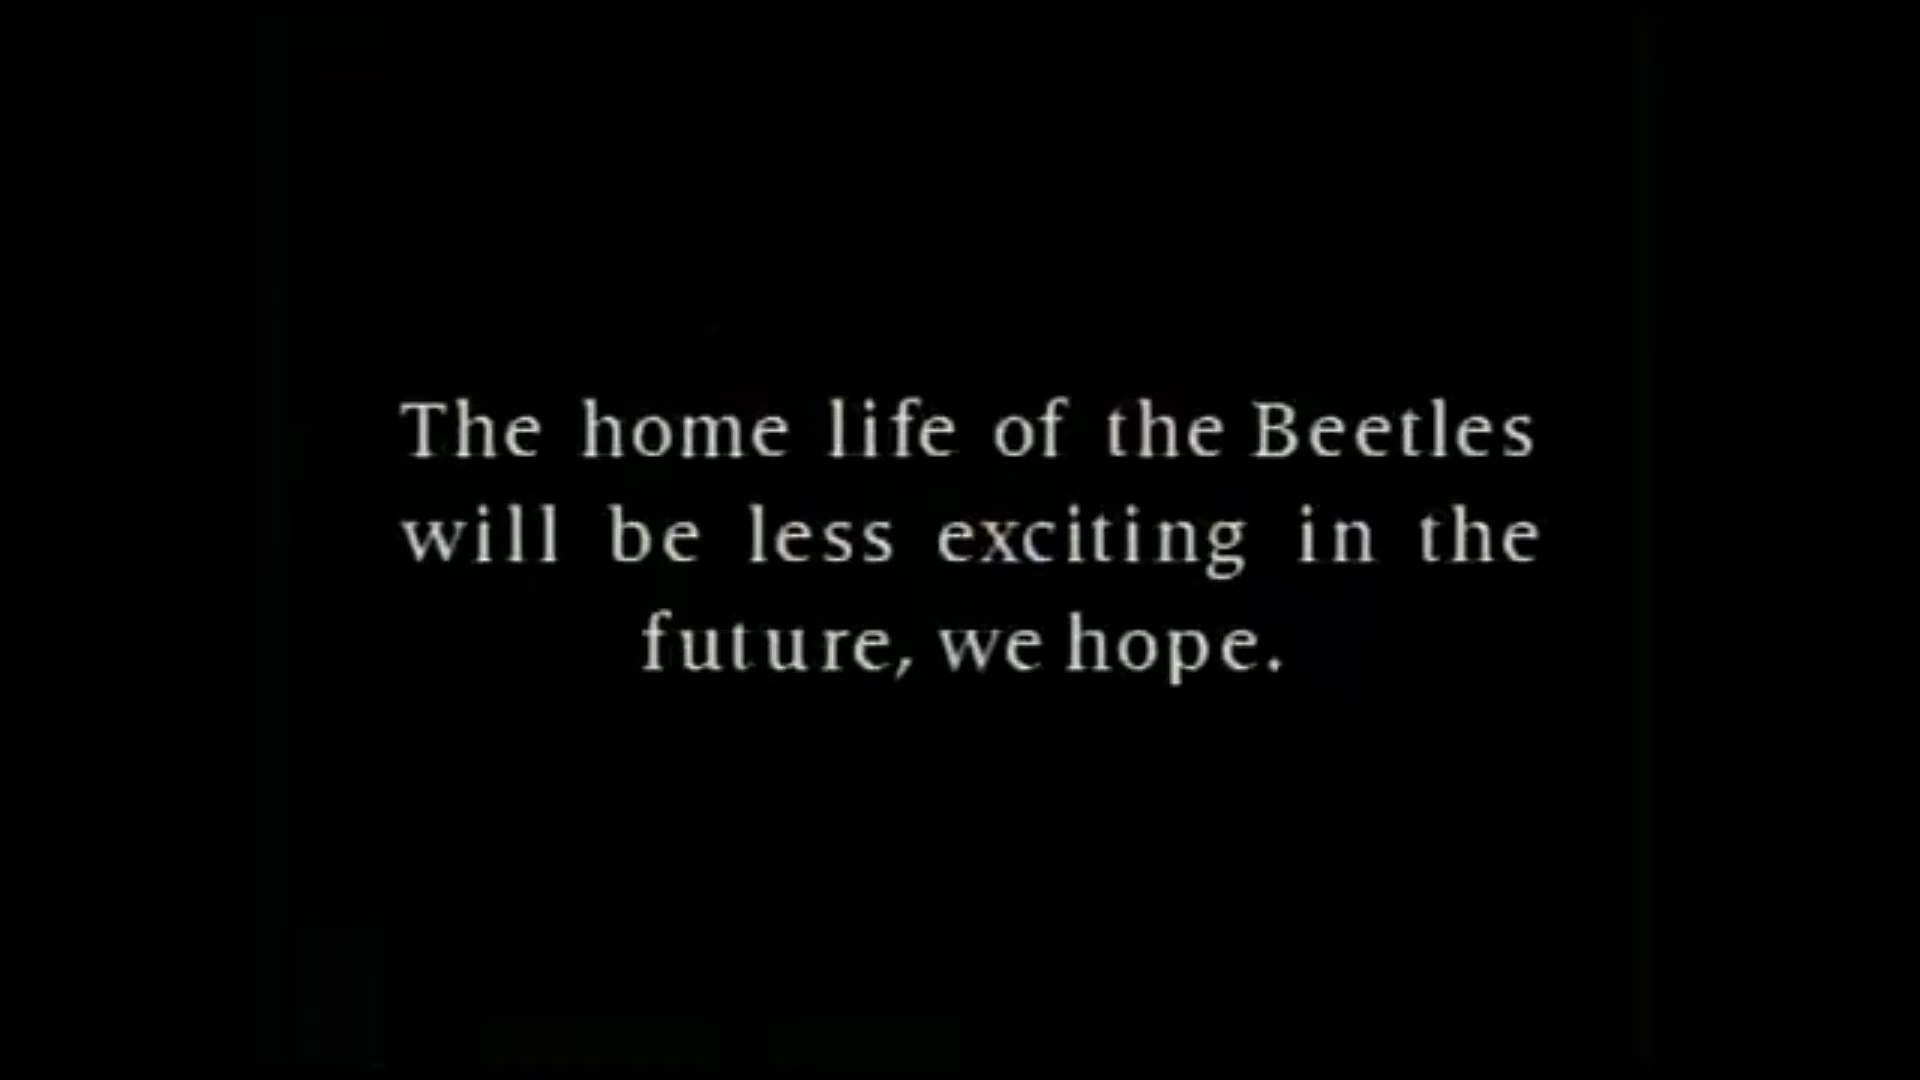 The home life of the Beetles
will be less exciting in the
future, we hope.